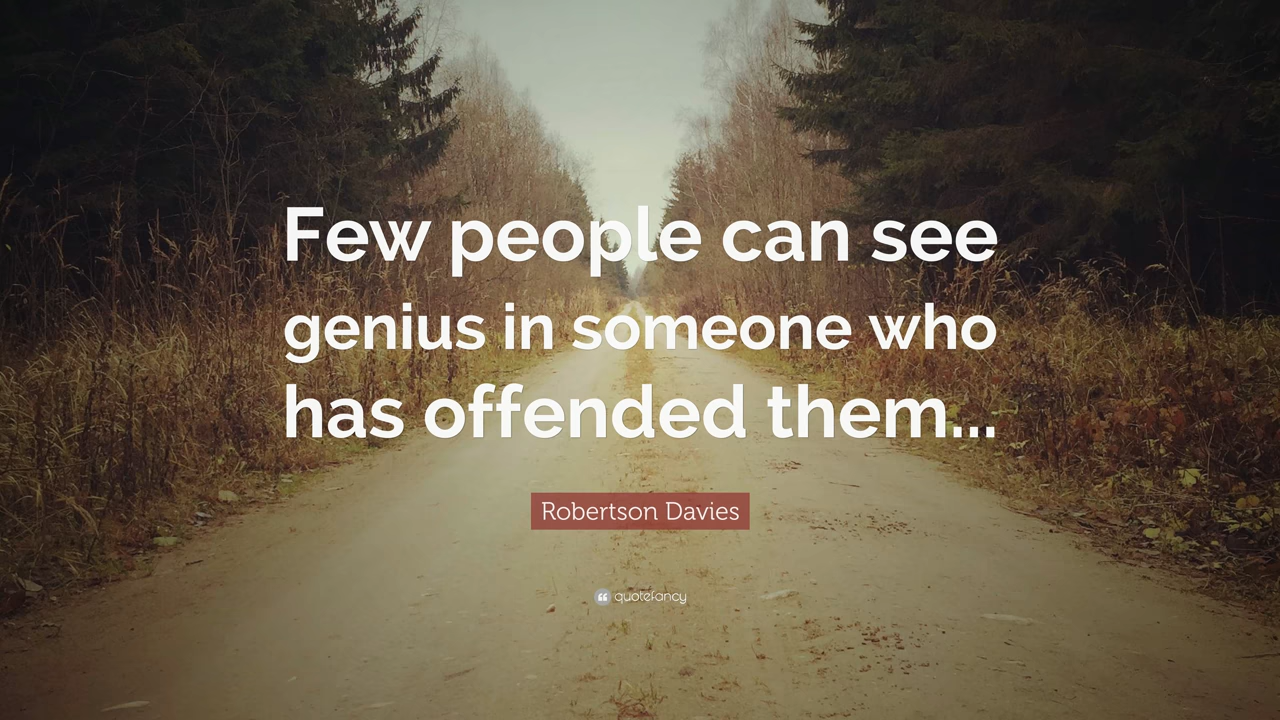 Few people can see
genius in someone who
has offended them...
Robertson Davies
quotefancy